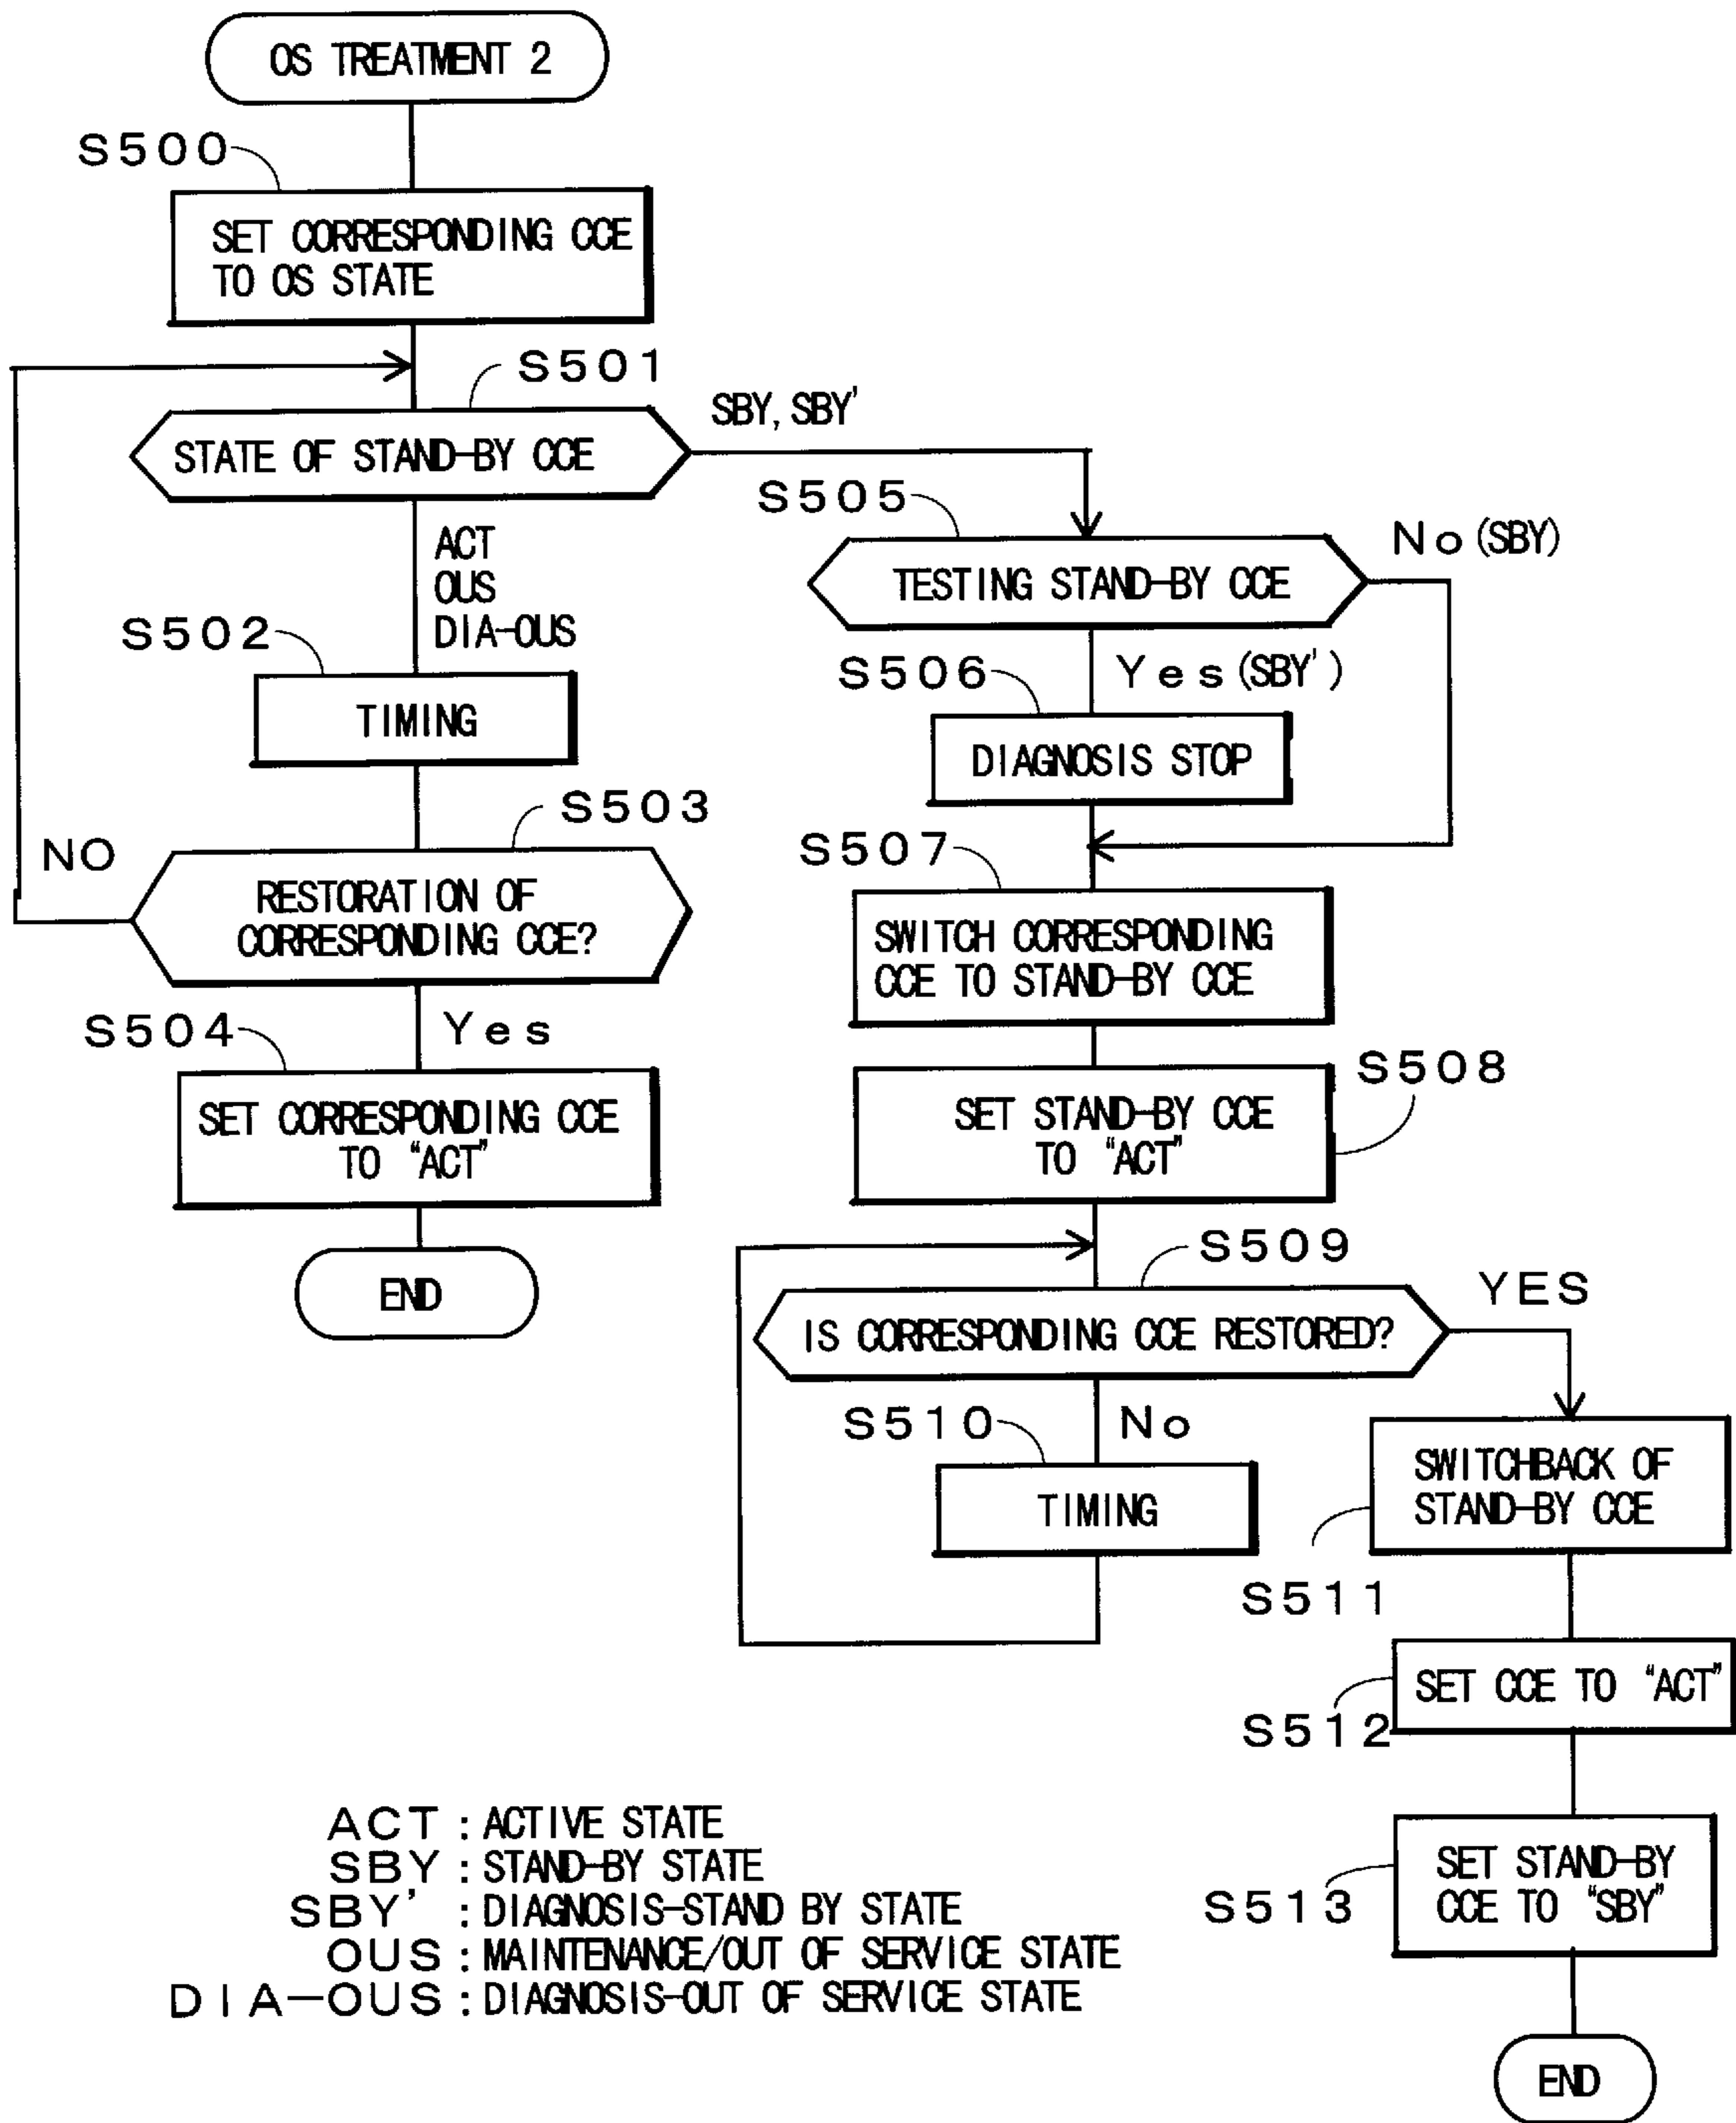 OS TREATMENT 2
S500
SET CORRESPONDING CCE
TO OS STATE
S501
STATE OF STAND-BY CCE
SBY, SBY'
ACT
OUS
DIA-OUS
S502
TIMING
S503
NO
RESTORATION OF
CORRESPONDING CCE?
Yes
S504
SET CORRESPONDING CCE
TO "ACT"
END
S505
TESTING STAND-BY CCE
No (SBY)
S506
Yes (SBY')
DIAGNOSIS STOP
S507
SWITCH CORRESPONDING
CCE TO STAND-BY CCE
S508
SET STAND-BY CCE
TO "ACT"
S509
IS CORRESPONDING CCE RESTORED?
YES
S510
No
TIMING
SWITCHBACK OF
STAND-BY CCE
S511
SET CCE TO "ACT"
S512
SET STAND-BY
CCE TO "SBY"
S513
END
ACT : ACTIVE STATE
SBY : STAND-BY STATE
SBY' : DIAGNOSIS-STAND BY STATE
OUS : MAINTENANCE/OUT OF SERVICE STATE
DIA-OUS : DIAGNOSIS-OUT OF SERVICE STATE